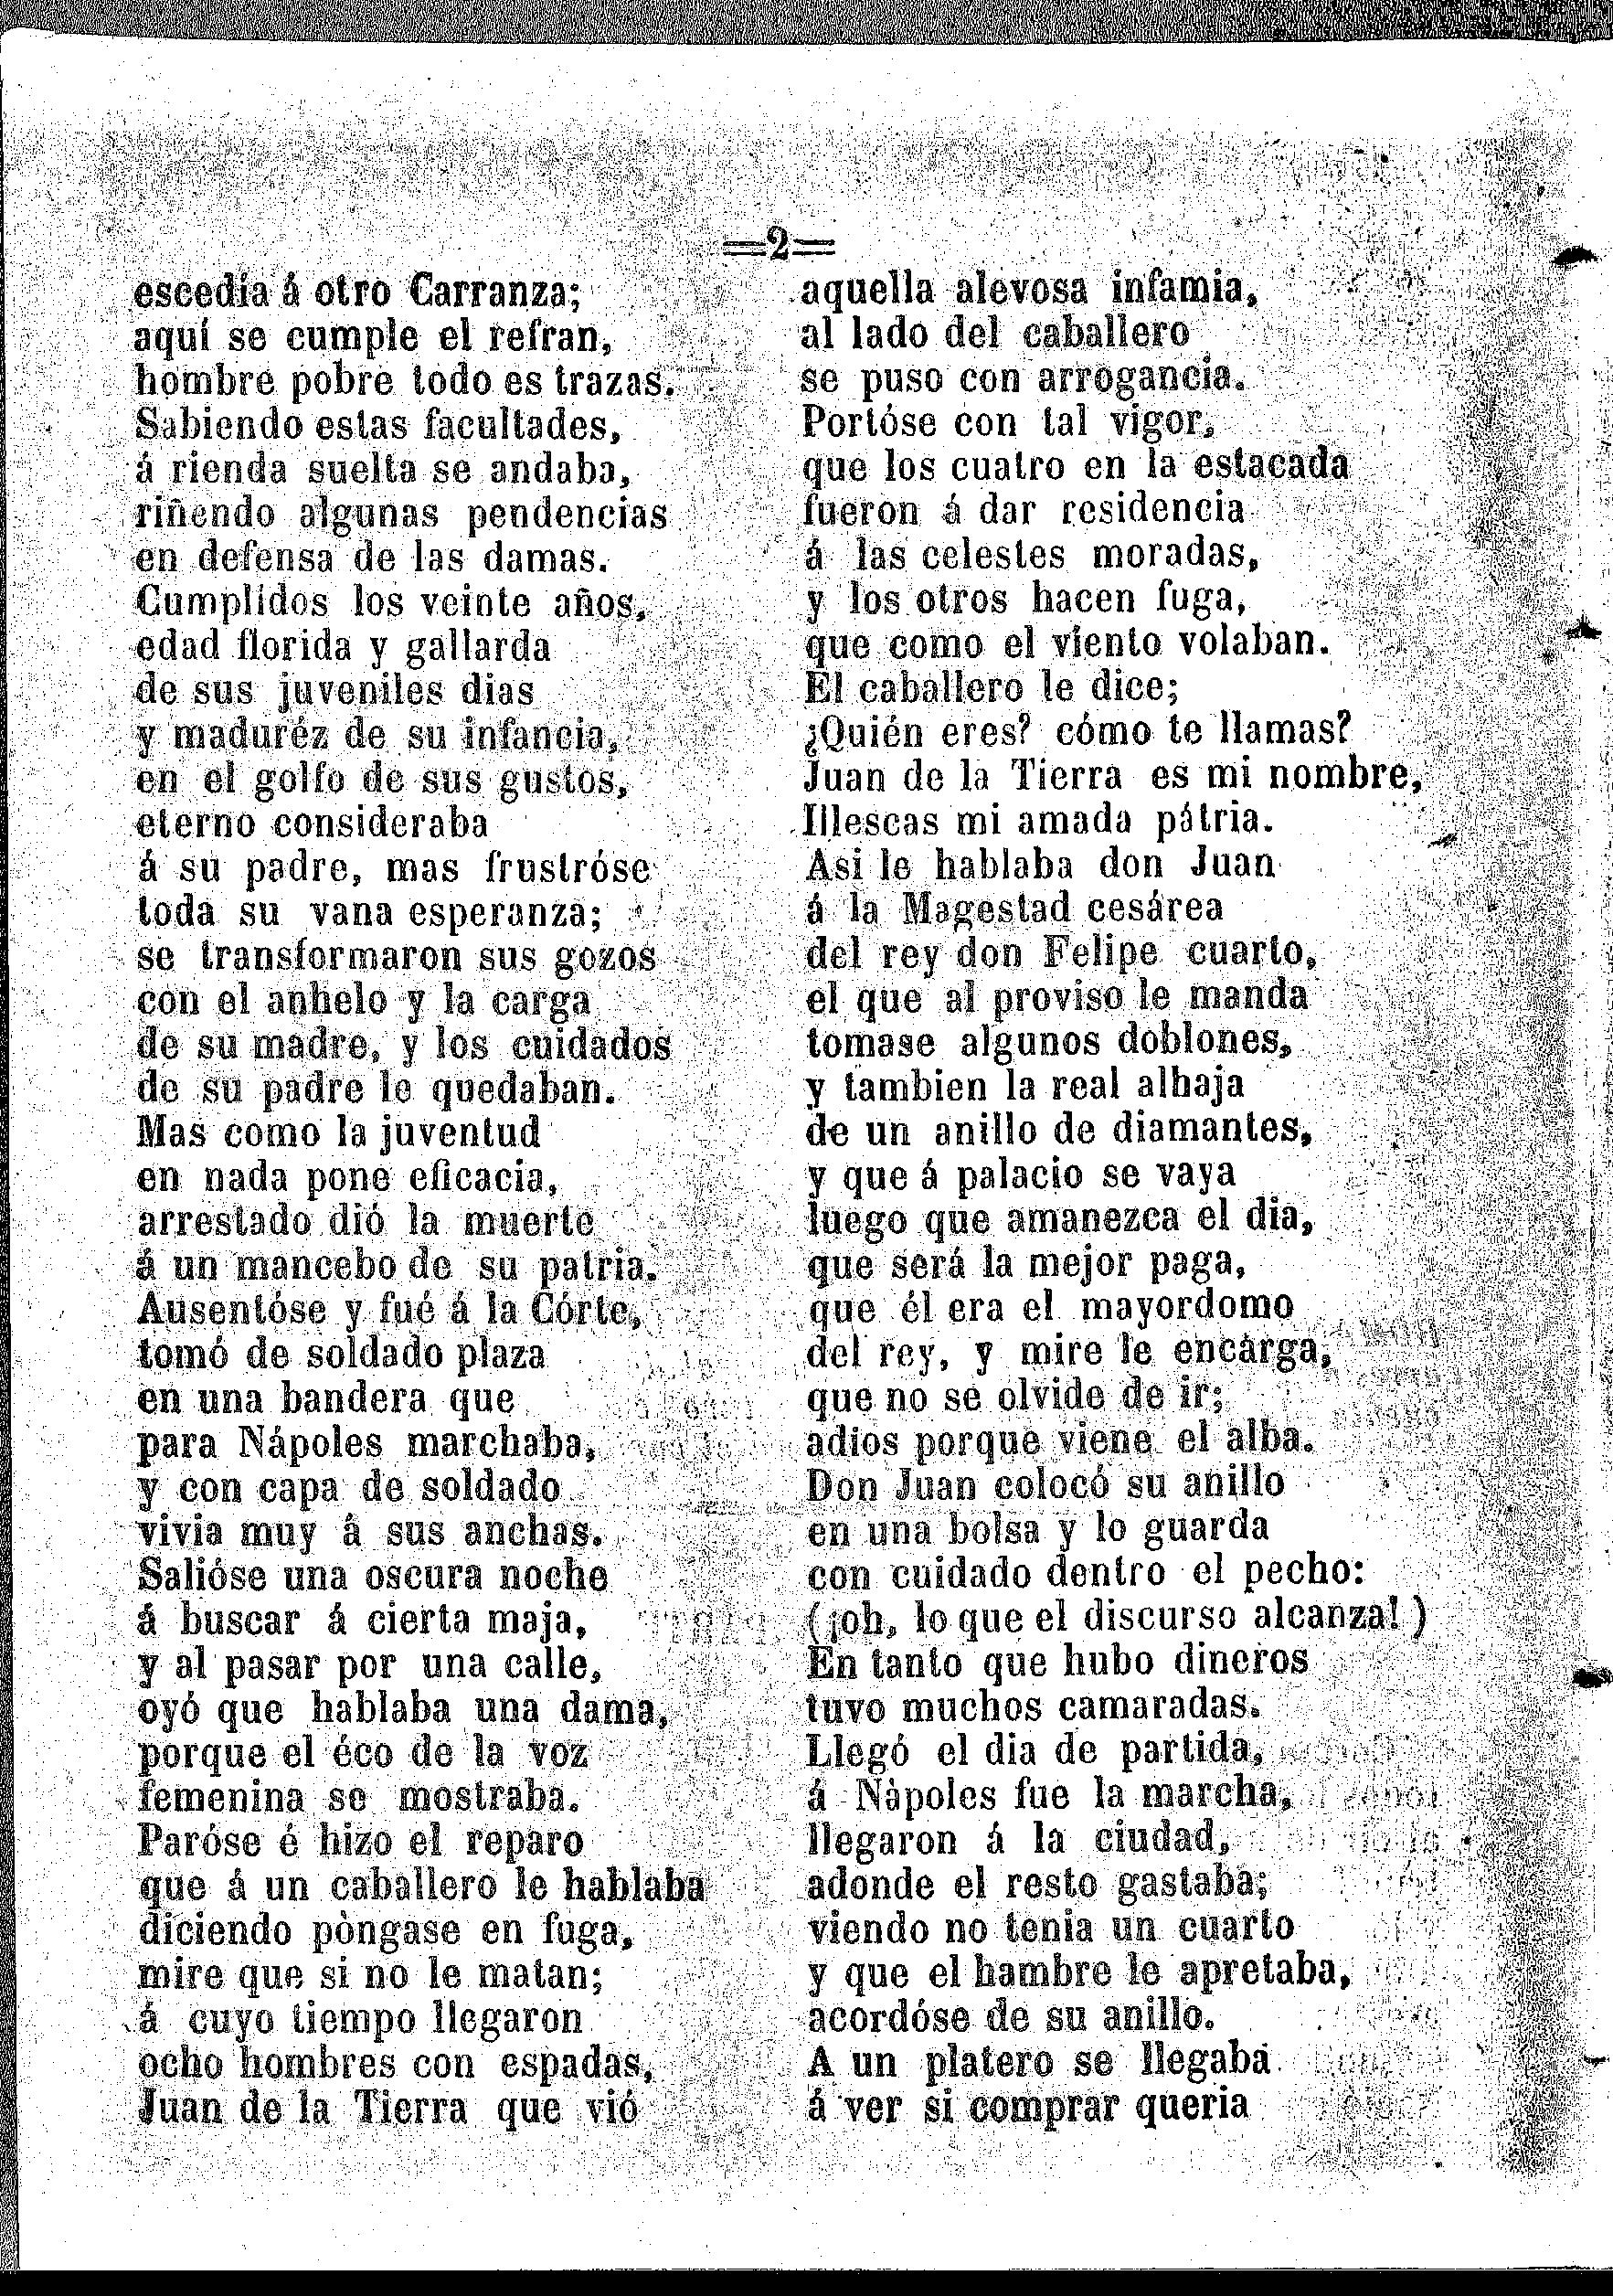 =2=
escedia á otro Carranza;
aquí se cumple el refran,
hombre pobre todo es trazas.
Sabiendo estas facultades,
á rienda suelta se andaba,
riñendo algunas pendencias
en defensa de las damas.
Cumplidos los veinte años,
edad florida y gallarda
de sus juveniles dias
y maduréz de su infancia,
en el golfo de sus gustos,
eterno consideraba
á su padre, mas frustróse
toda su vana esperanza;
se transformaron sus gozos
con el anhelo y la carga
de su madre, y los cuidados
de su padre le quedaban.
Mas como la juventud
en nada pone eficacia,
arrestado dió la muerte
á un mancebo de su patria.
Ausentóse y fué á la Córte,
tomó de soldado plaza
en una bandera que
para Nápoles marchaba,
y con capa de soldado
vivia muy á sus anchas.
Salióse una oscura noche
á buscar á cierta maja,
y al pasar por una calle,
oyó que hablaba una dama,
porque el éco de la voz
femenina se mostraba.
Paróse é hizo el reparo
que á un caballero le hablaba
diciendo pòngase en fuga,
mire que si no le matan;
á cuyo tiempo llegaron
ocho hombres con espadas,
Juan de la Tierra que vió
aquella alevosa infamia,
al lado del caballero
se puso con arrogancia.
Portóse con tal vigor,
que los cuatro en la estacada
fueron á dar residencia
á las celestes moradas,
y los otros hacen fuga,
que como el viento volaban.
El caballero le dice;
¿Quién eres? cómo te llamas?
Juan de la Tierra es mi nombre,
Illescas mi amada pátria.
Asi le hablaba don Juan
á la Magestad cesárea
del rey don Felipe cuarto,
el que al proviso le manda
tomase algunos doblones,
y tambien la real alhaja
de un anillo de diamantes,
y que á palacio se vaya
luego que amanezca el dia,
que será la mejor paga,
que él era el mayordomo
del rey, y mire le encarga,
que no se olvide de ir;
adios porque viene el alba.
Don Juan colocó su anillo
en una bolsa y lo guarda
con cuidado dentro el pecho:
(¡oh, lo que el discurso alcanza!)
En tanto que hubo dineros
tuvo muchos camaradas.
Llegó el dia de partida,
á Nàpoles fue la marcha,
llegaron á la ciudad,
adonde el resto gastaba;
viendo no tenia un cuarto
y que el hambre le apretaba,
acordóse de su anillo.
A un platero se llegaba
á ver si comprar queria